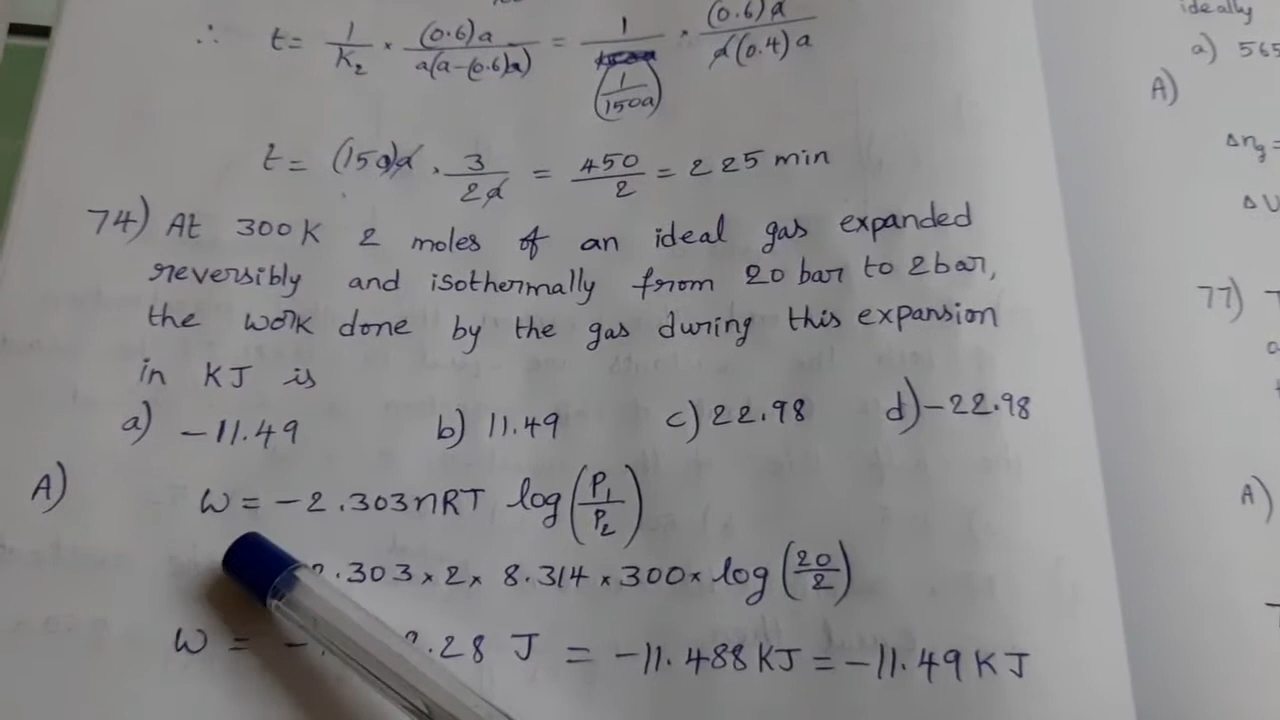 ∴ t = 1/K₂ × (0.6)a / a(a-(0.6)a) = 1/(1/150a) · (0.6)a / a(0.4)a
t = (150)a · 3/2a = 450/2 = 225 min
74) At 300K 2 moles of an ideal gas expanded
reversibly and isothermally from 20 bar to 2bar,
the work done by the gas during this expansion
in KJ is
a) -11.49 b) 11.49 c) 22.98 d) -22.98
A) W = -2.303nRT log(P₁/P₂)
.303 × 2 × 8.314 × 300 × log(20/2)
W = - .28 J = -11.488 KJ = -11.49 KJ
ideally
a) 565
A)
Δng =
ΔU
77)
A)